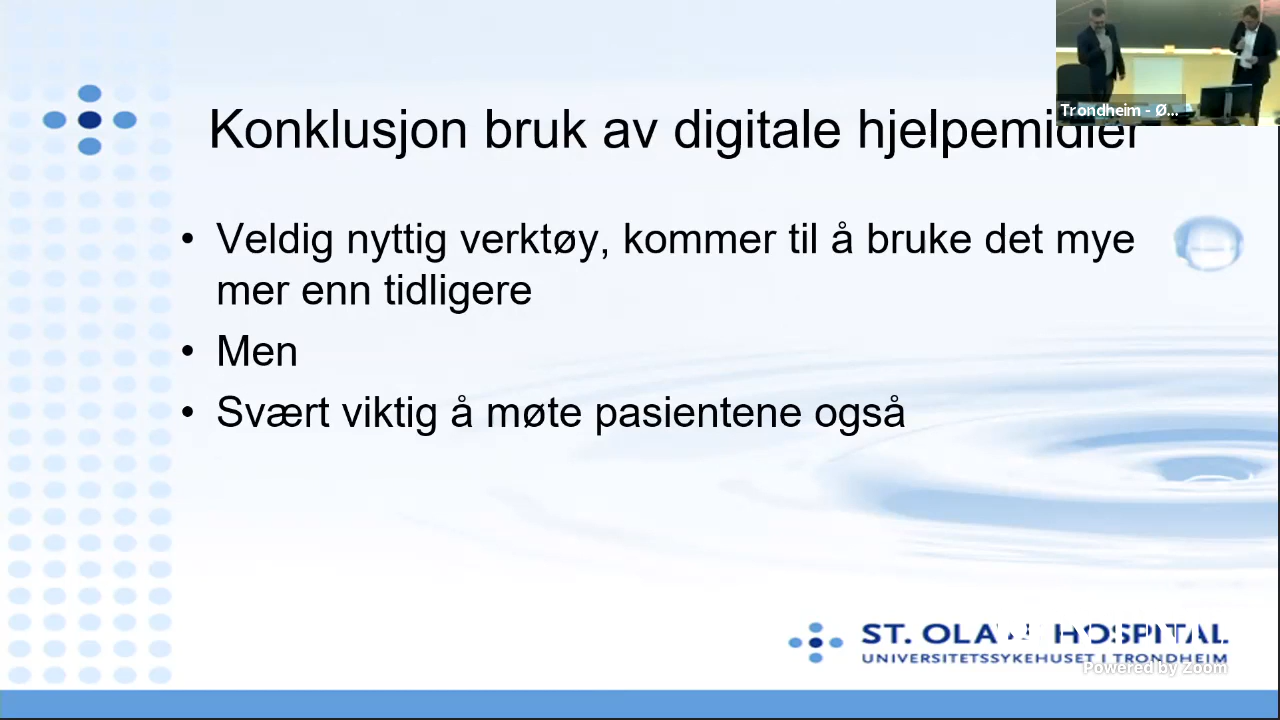 Trondheim - Ø...
Konklusjon bruk av digitale hjelpemidler
• Veldig nyttig verktøy, kommer til å bruke det mye
mer enn tidligere
• Men
• Svært viktig å møte pasientene også
ST. OLAVS HOSPITAL
UNIVERSITETSSYKEHUSET I TRONDHEIM
Powered by Zoom